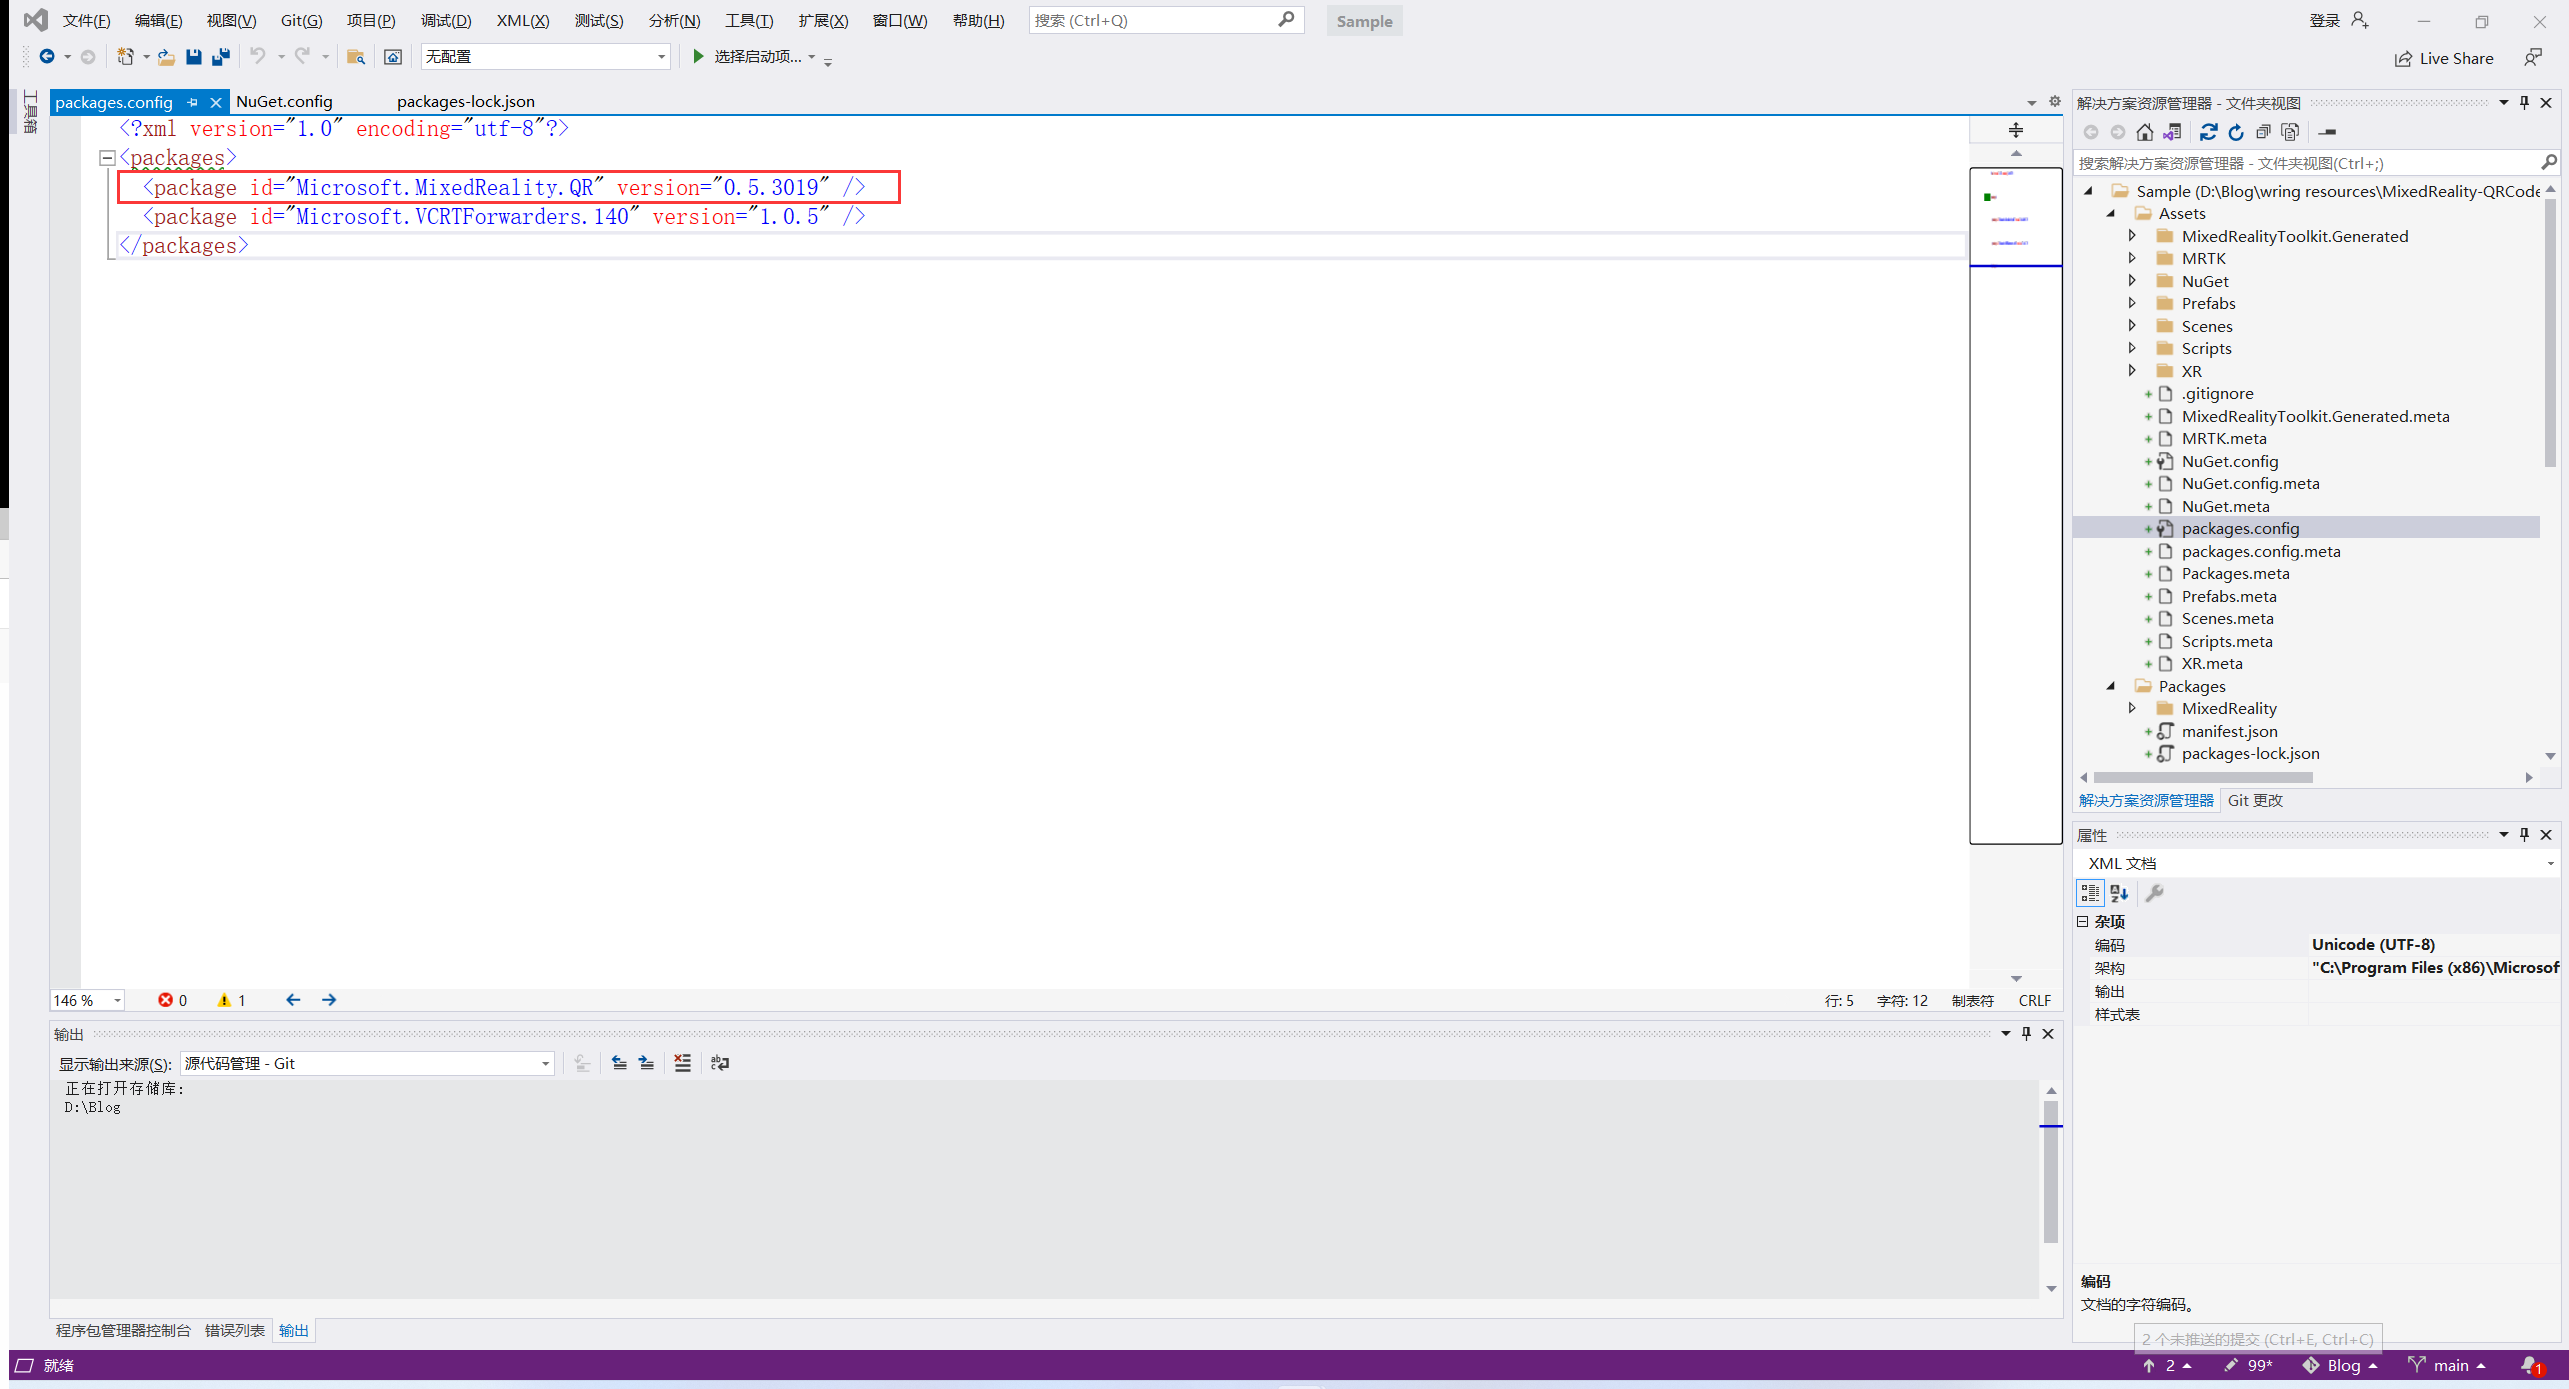 文件(F) 编辑(E) 视图(V) Git(G) 项目(P) 调试(D) XML(X) 测试(S) 分析(N) 工具(T) 扩展(X) 窗口(W) 帮助(H) 搜索 (Ctrl+Q) Sample 登录
无配置 选择启动项... Live Share
工具箱
packages.config NuGet.config packages-lock.json
<?xml version="1.0" encoding="utf-8"?>
<packages>
<package id="Microsoft.MixedReality.QR" version="0.5.3019" />
<package id="Microsoft.VCRTForwarders.140" version="1.0.5" />
</packages>
146 % 0 1 行: 5 字符: 12 制表符 CRLF
输出
显示输出来源(S): 源代码管理 - Git
正在打开存储库:
D:\Blog
程序包管理器控制台 错误列表 输出
解决方案资源管理器 - 文件夹视图
搜索解决方案资源管理器 - 文件夹视图(Ctrl+;)
Sample (D:\Blog\wring resources\MixedReality-QRCode
Assets
MixedRealityToolkit.Generated
MRTK
NuGet
Prefabs
Scenes
Scripts
XR
.gitignore
MixedRealityToolkit.Generated.meta
MRTK.meta
NuGet.config
NuGet.config.meta
NuGet.meta
packages.config
packages.config.meta
Packages.meta
Prefabs.meta
Scenes.meta
Scripts.meta
XR.meta
Packages
MixedReality
manifest.json
packages-lock.json
解决方案资源管理器 Git 更改
属性
XML 文档
杂项
编码 Unicode (UTF-8)
架构 "C:\Program Files (x86)\Microsof
输出
样式表
编码
文档的字符编码。
2 个未推送的提交 (Ctrl+E, Ctrl+C)
就绪 2 99* Blog main 1